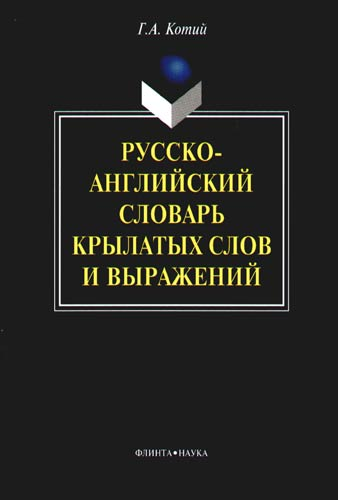 Г.А. Котий
РУССКО-
АНГЛИЙСКИЙ
СЛОВАРЬ
КРЫЛАТЫХ СЛОВ
И ВЫРАЖЕНИЙ
ФЛИНТА•НАУКА